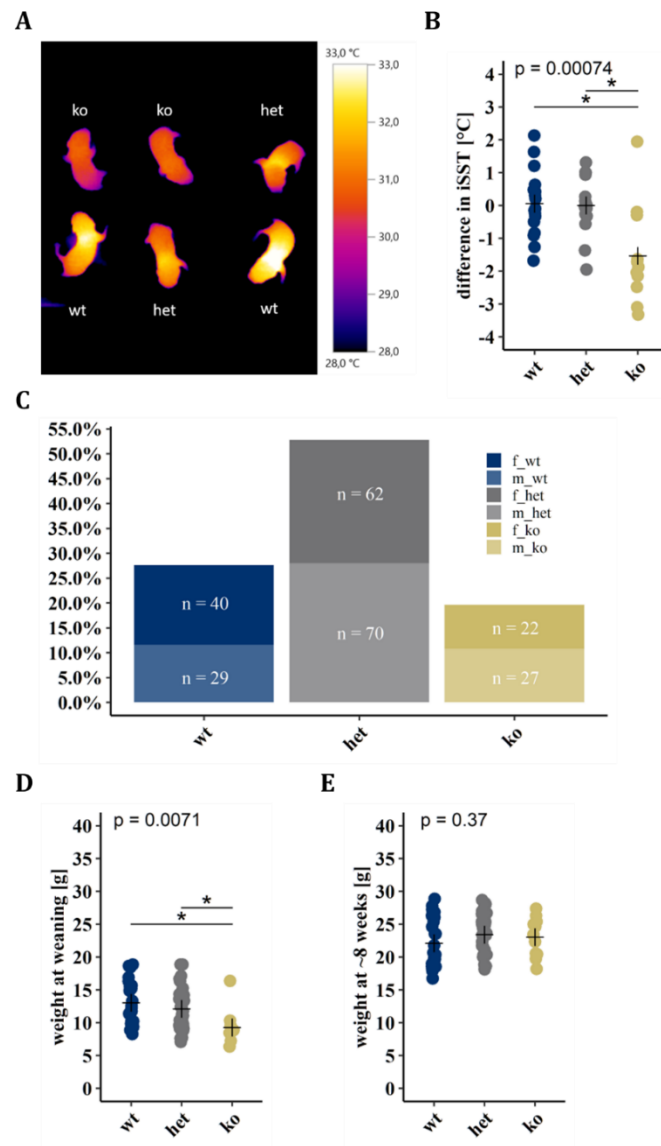 A
33,0 °C
33,0
32,0
31,0
30,0
29,0
28,0
28,0 °C
ko
ko
het
wt
het
wt
B
p = 0.00074
*
*
difference in iSST [°C]
4
3
2
1
0
-1
-2
-3
-4
wt
het
ko
C
55.0%
50.0%
45.0%
40.0%
35.0%
30.0%
25.0%
20.0%
15.0%
10.0%
5.0%
0.0%
n = 40
n = 29
n = 62
n = 70
n = 22
n = 27
f_wt
m_wt
f_het
m_het
f_ko
m_ko
wt
het
ko
D
p = 0.0071
*
*
weight at weaning [g]
40
35
30
25
20
15
10
5
0
wt
het
ko
E
p = 0.37
weight at ~8 weeks [g]
40
35
30
25
20
15
10
5
0
wt
het
ko